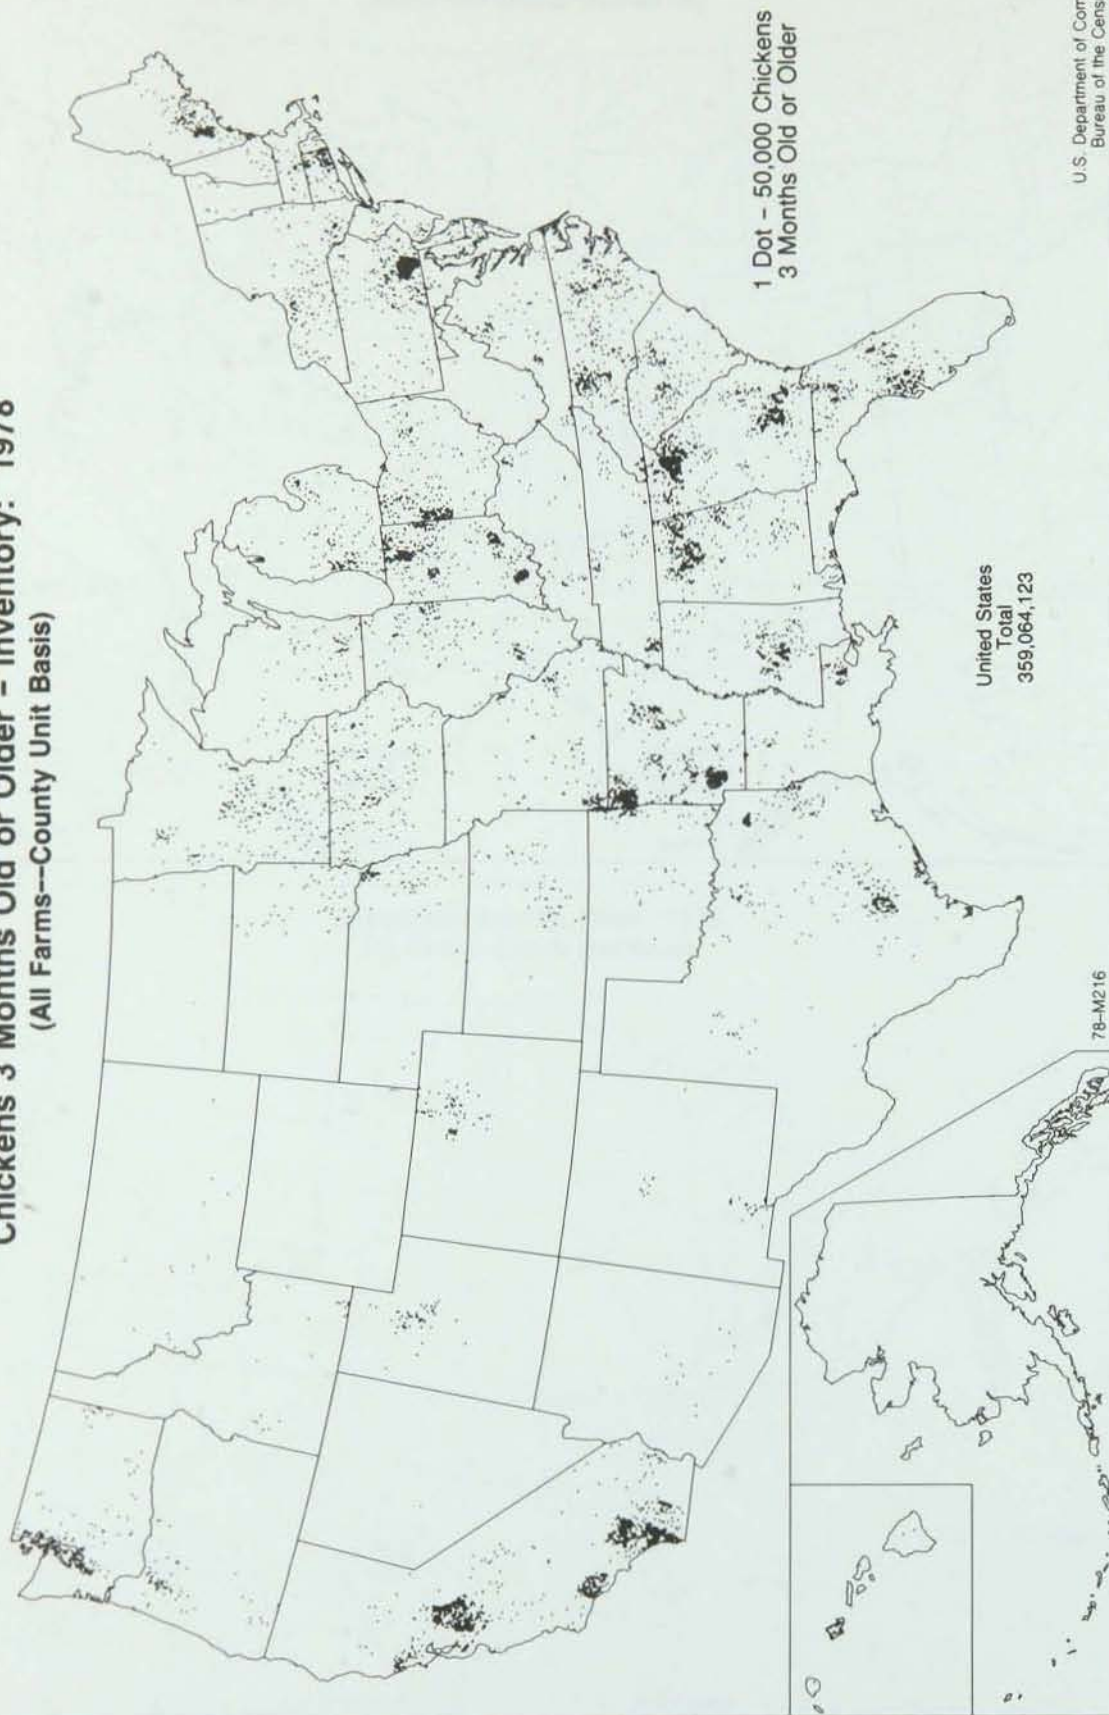 Chickens 3 Months Old or Older – Inventory: 1978
(All Farms—County Unit Basis)
1 Dot – 50,000 Chickens
3 Months Old or Older
United States
Total
359,064,123
78-M216
U.S. Department of Com
Bureau of the Cens